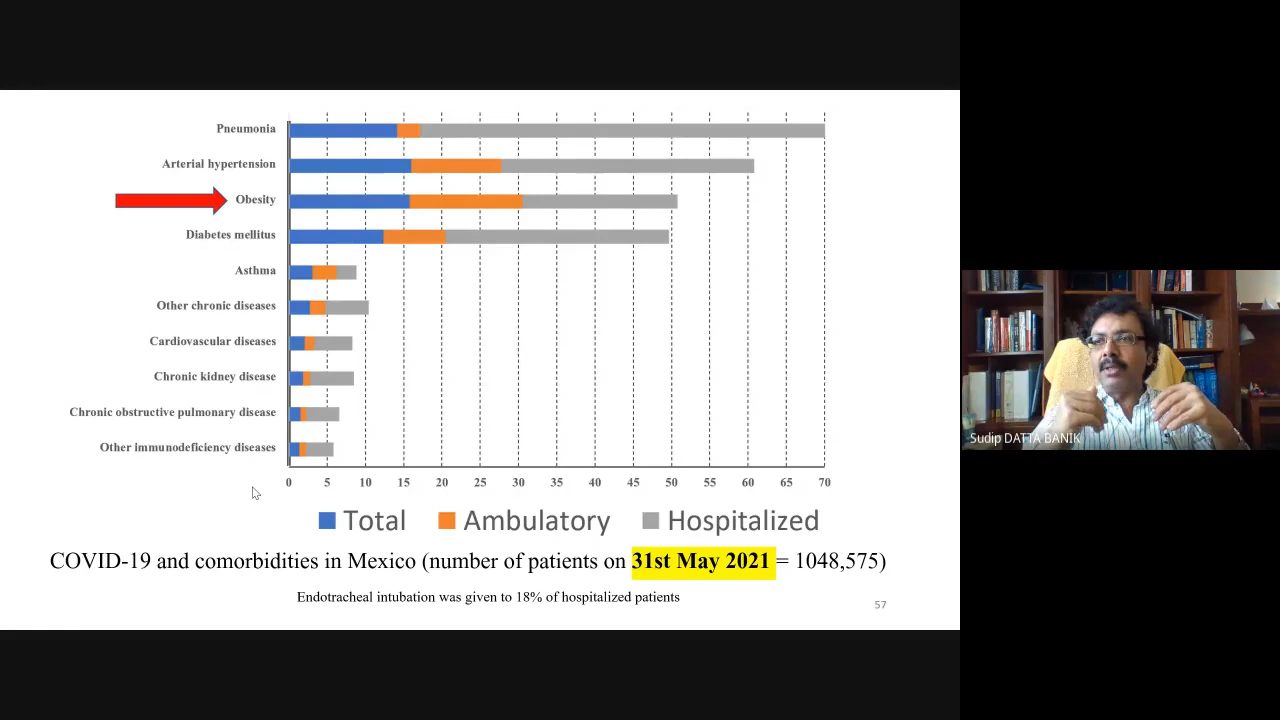 Pneumonia
Arterial hypertension
Obesity
Diabetes mellitus
Asthma
Other chronic diseases
Cardiovascular diseases
Chronic kidney disease
Chronic obstructive pulmonary disease
Other immunodeficiency diseases
0 5 10 15 20 25 30 35 40 45 50 55 60 65 70
Total Ambulatory Hospitalized
COVID-19 and comorbidities in Mexico (number of patients on 31st May 2021 = 1048,575)
Endotracheal intubation was given to 18% of hospitalized patients
57
Sudip DATTA BANIK